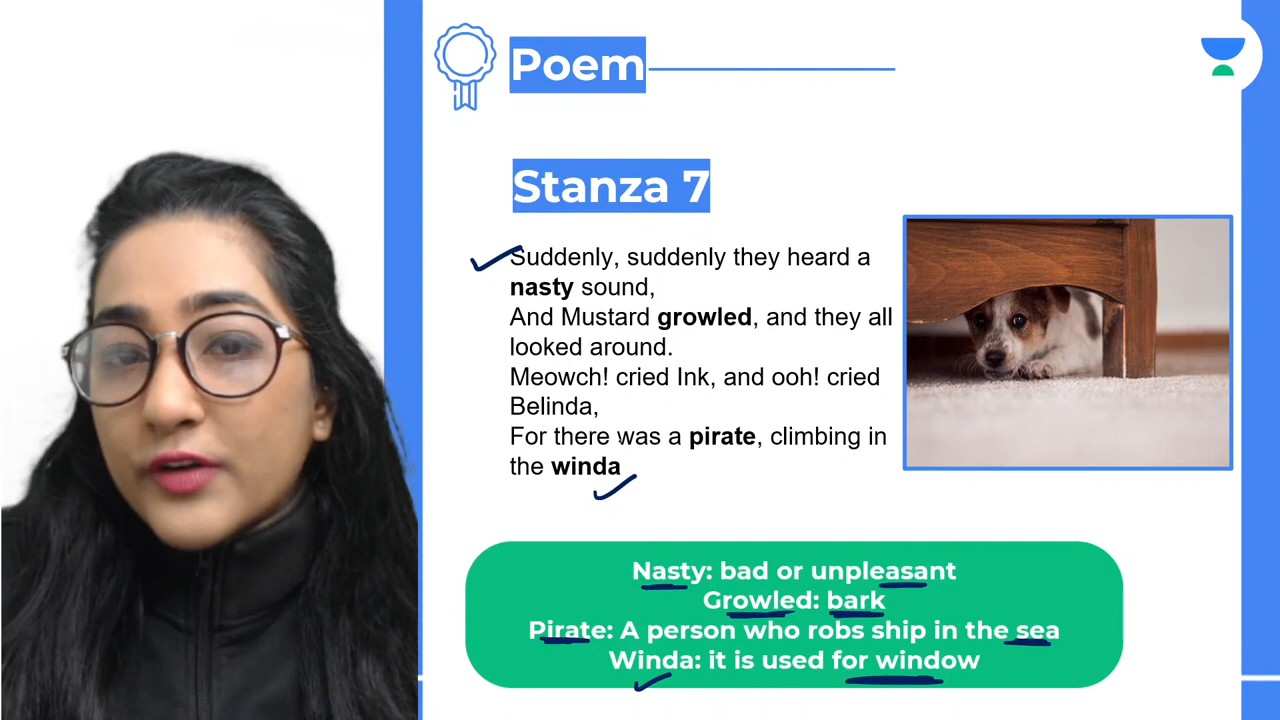 Poem
Stanza 7
Suddenly, suddenly they heard a
nasty sound,
And Mustard growled, and they all
looked around.
Meowch! cried Ink, and ooh! cried
Belinda,
For there was a pirate, climbing in
the winda
Nasty: bad or unpleasant
Growled: bark
Pirate: A person who robs ship in the sea
Winda: it is used for window